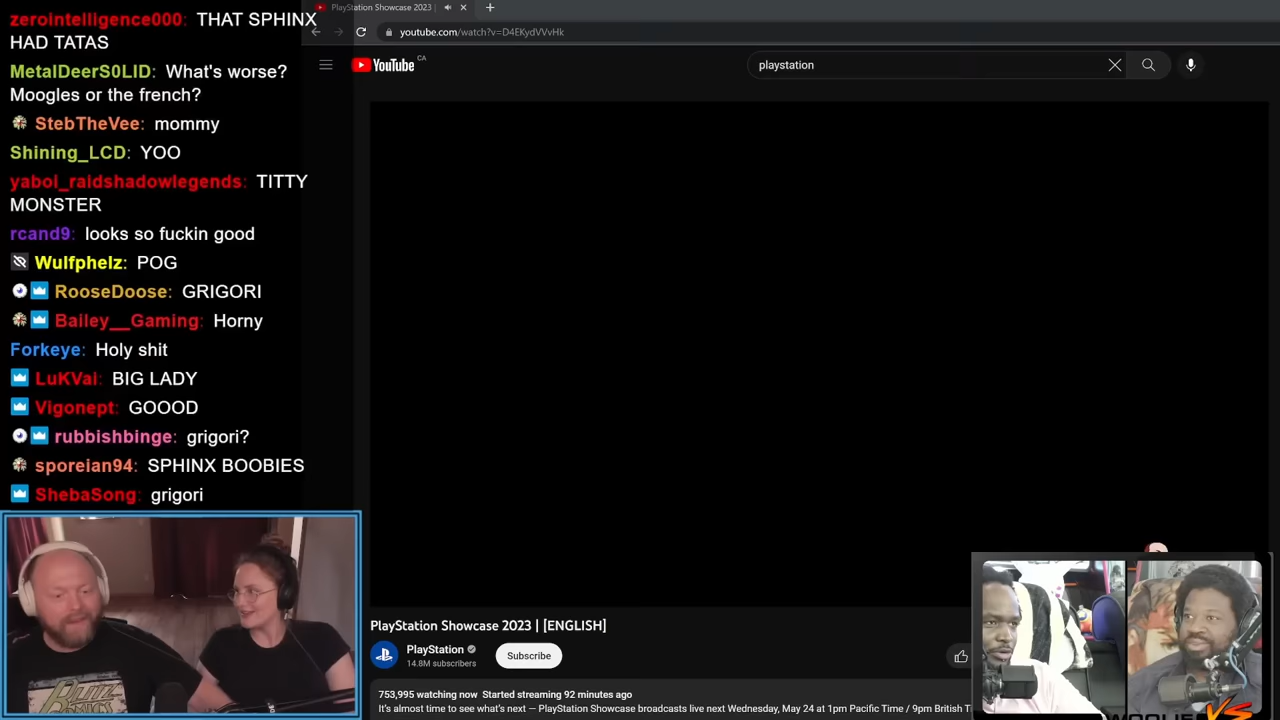 zerointelligence000: THAT SPHINX
HAD TATAS
MetalDeerS0LID: What's worse?
Moogles or the french?
StebTheVee: mommy
Shining_LCD: YOO
yabol_raidshadowlegends: TITTY
MONSTER
rcand9: looks so fuckin good
Wulfphelz: POG
RooseDoose: GRIGORI
Bailey__Gaming: Horny
Forkeye: Holy shit
LuKVai: BIG LADY
Vigonept: GOOOD
rubbishbinge: grigori?
sporeian94: SPHINX BOOBIES
ShebaSong: grigori
PlayStation Showcase 2023 |
youtube.com/watch?v=D4EKydVVvHk
YouTube CA
playstation
PlayStation Showcase 2023 | [ENGLISH]
PlayStation
14.8M subscribers
Subscribe
753,995 watching now Started streaming 92 minutes ago
It's almost time to see what's next — PlayStation Showcase broadcasts live next Wednesday, May 24 at 1pm Pacific Time / 9pm British T
VS